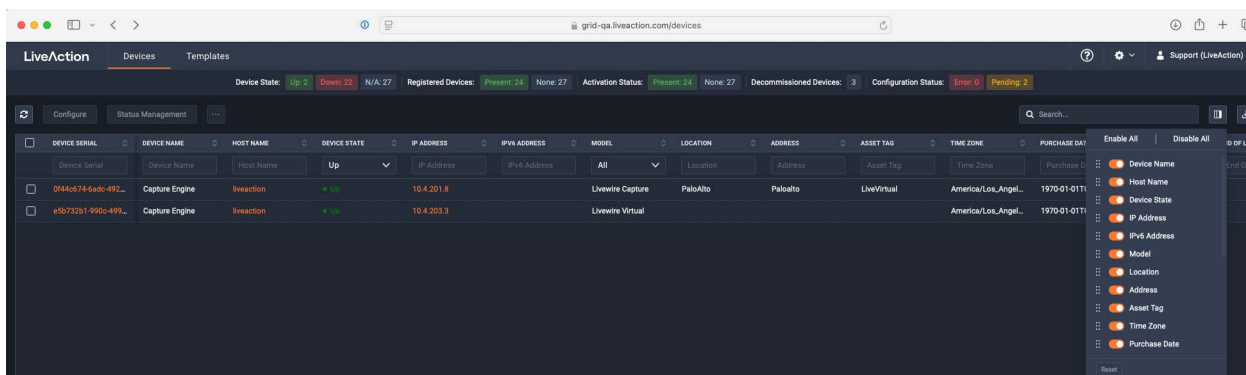 grid-qa.liveaction.com/devices
LiveAction Devices Templates Support (LiveAction)
Device State: Up: 2 Down: 22 N/A: 27 Registered Devices: Present: 24 None: 27 Activation Status: Present: 24 None: 27 Decommissioned Devices: 3 Configuration Status: Error: 0 Pending: 2
Configure Status Management ... Search...
Enable All Disable All
DEVICE SERIAL DEVICE NAME HOST NAME DEVICE STATE IP ADDRESS IPV6 ADDRESS MODEL LOCATION ADDRESS ASSET TAG TIME ZONE PURCHASE DAT D OF L
Device Serial Device Name Host Name Up IP Address IPv6 Address All Location Address Asset Tag Time Zone Purchase D End O
0f44c674-6adc-492... Capture Engine liveaction Up 10.4.201.8 Livewire Capture PaloAlto Paloalto LiveVirtual America/Los_Angel... 1970-01-01T0
e5b732b1-990c-499... Capture Engine liveaction Up 10.4.203.3 Livewire Virtual America/Los_Angel... 1970-01-01T0
Device Name
Host Name
Device State
IP Address
IPv6 Address
Model
Location
Address
Asset Tag
Time Zone
Purchase Date
Reset